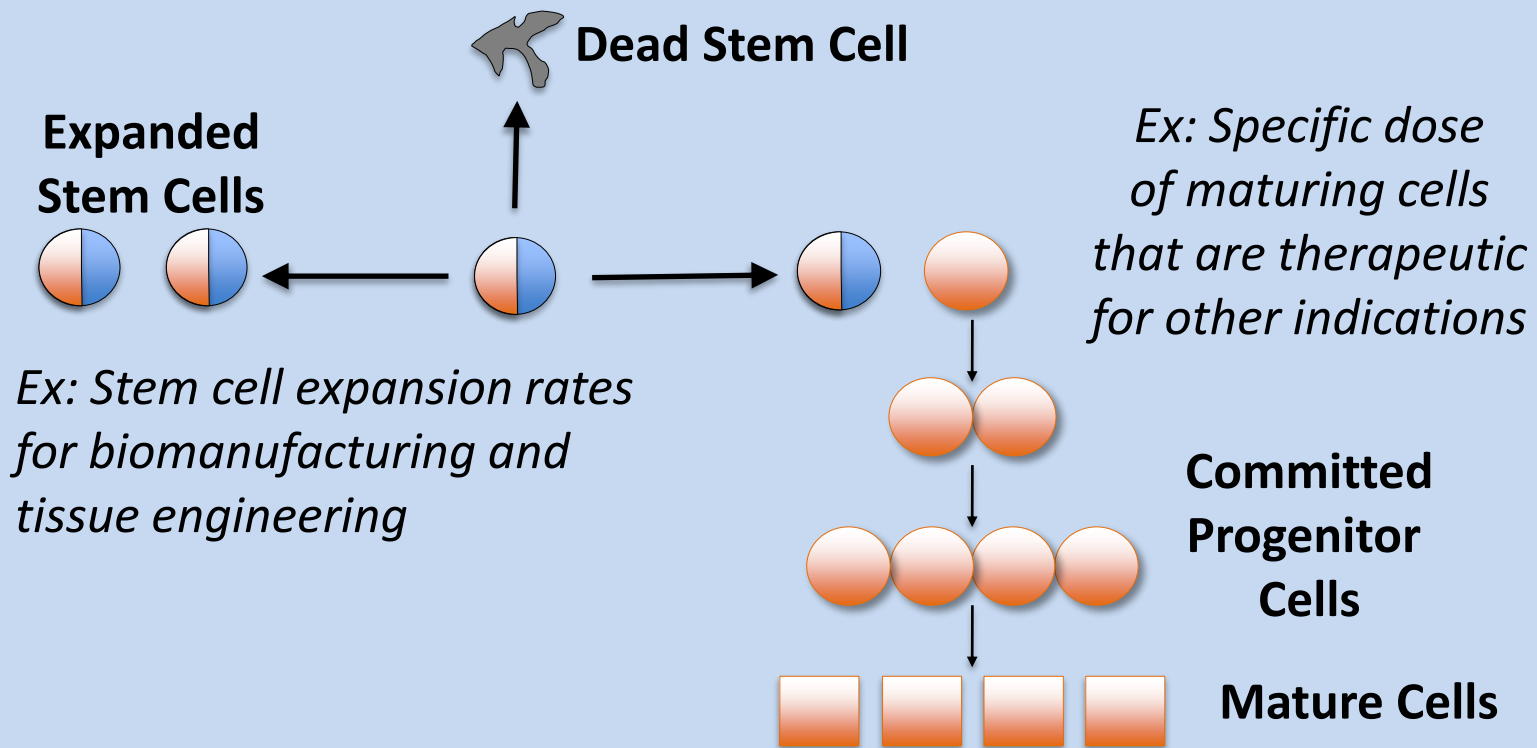 Dead Stem Cell
Expanded
Stem Cells
Ex: Specific dose
of maturing cells
that are therapeutic
for other indications
Ex: Stem cell expansion rates
for biomanufacturing and
tissue engineering
Committed
Progenitor
Cells
Mature Cells